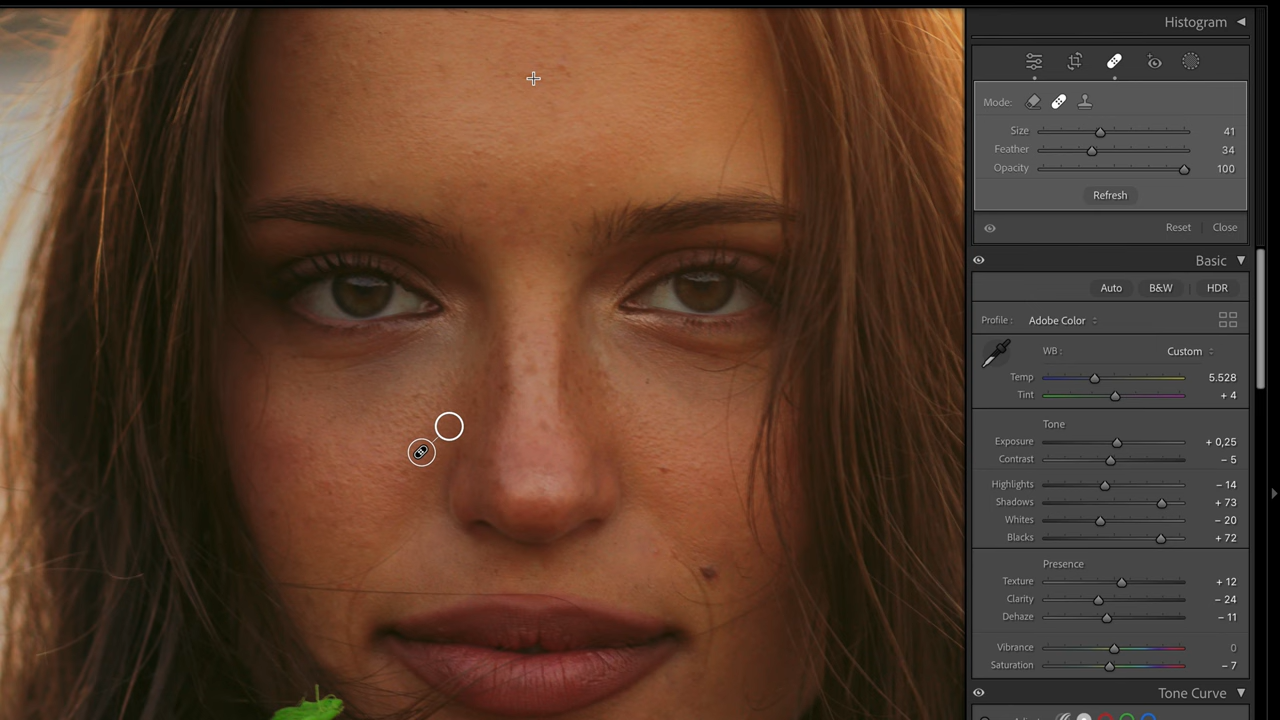 Histogram
Mode:
Size 41
Feather 34
Opacity 100
Refresh
Reset Close
Basic
Auto B&W HDR
Profile : Adobe Color
WB : Custom
Temp 5.528
Tint + 4
Tone
Exposure + 0,25
Contrast – 5
Highlights – 14
Shadows + 73
Whites – 20
Blacks + 72
Presence
Texture + 12
Clarity – 24
Dehaze – 11
Vibrance 0
Saturation – 7
Tone Curve